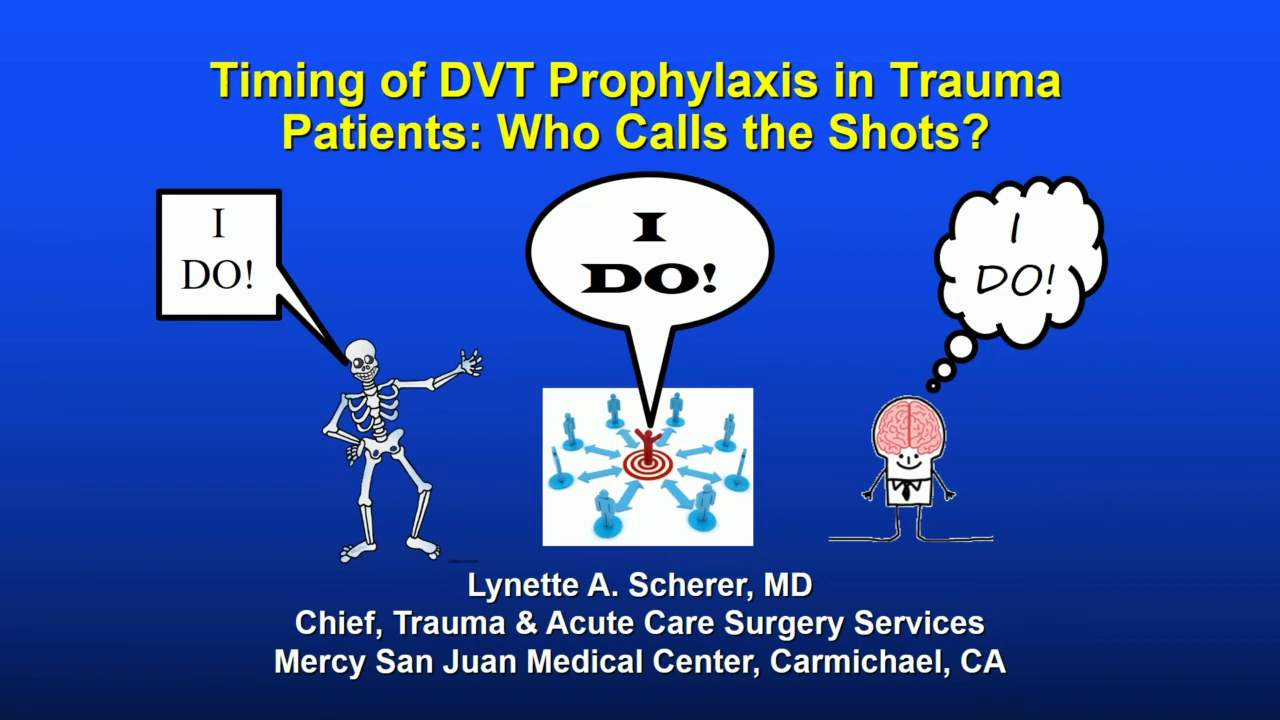 Timing of DVT Prophylaxis in Trauma
Patients: Who Calls the Shots?
I
DO!
I
DO!
I
DO!
Lynette A. Scherer, MD
Chief, Trauma & Acute Care Surgery Services
Mercy San Juan Medical Center, Carmichael, CA